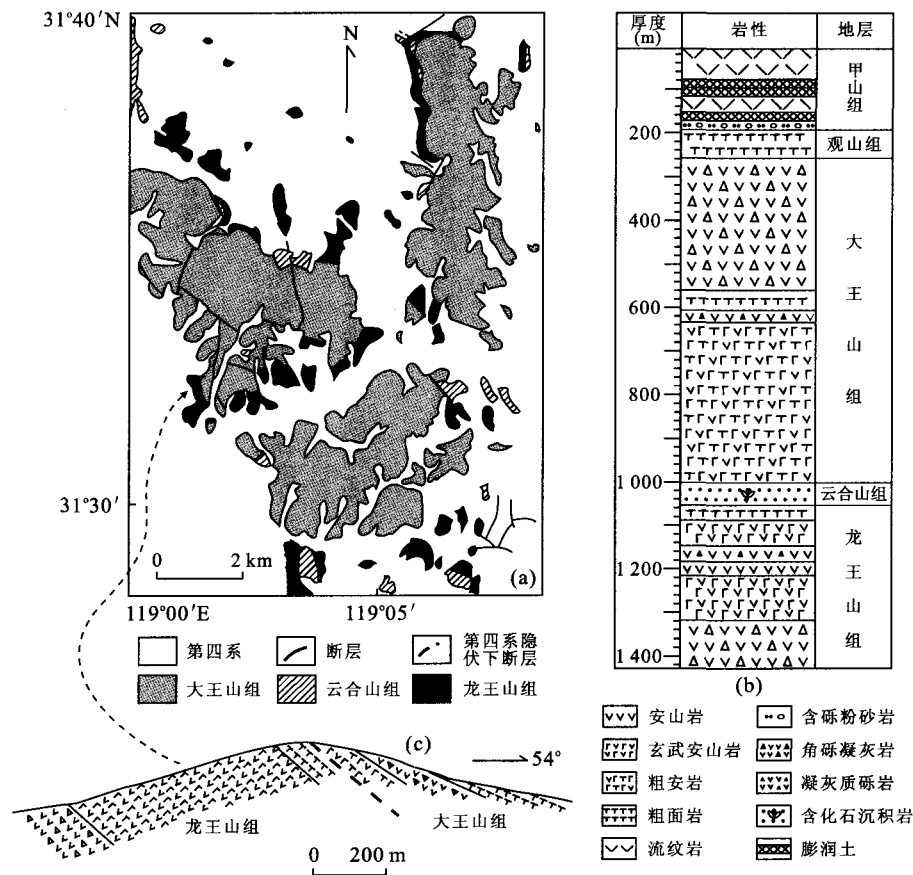 31°40′N
N
31°30′
0 2 km
(a)
119°00′E 119°05′
第四系
断层
第四系隐
伏下断层
大王山组
云合山组
龙王山组
(c)
54°
龙王山组
大王山组
0 200 m
厚度
(m)
岩性
地层
200
400
600
800
1 000
1 200
1 400
甲山组
观山组
大王山组
云合山组
龙王山组
(b)
安山岩
含砾粉砂岩
玄武安山岩
角砾凝灰岩
粗安岩
凝灰质砾岩
粗面岩
含化石沉积岩
流纹岩
膨润土